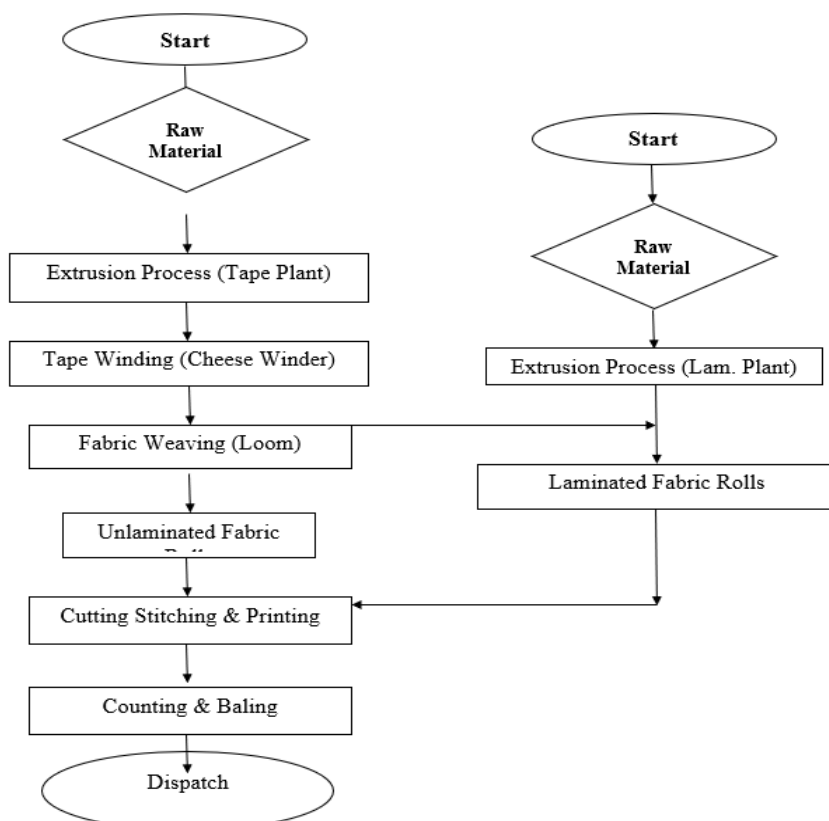 Start
Raw
Material
Extrusion Process (Tape Plant)
Tape Winding (Cheese Winder)
Fabric Weaving (Loom)
Unlaminated Fabric
Cutting Stitching & Printing
Counting & Baling
Dispatch
Start
Raw
Material
Extrusion Process (Lam. Plant)
Laminated Fabric Rolls